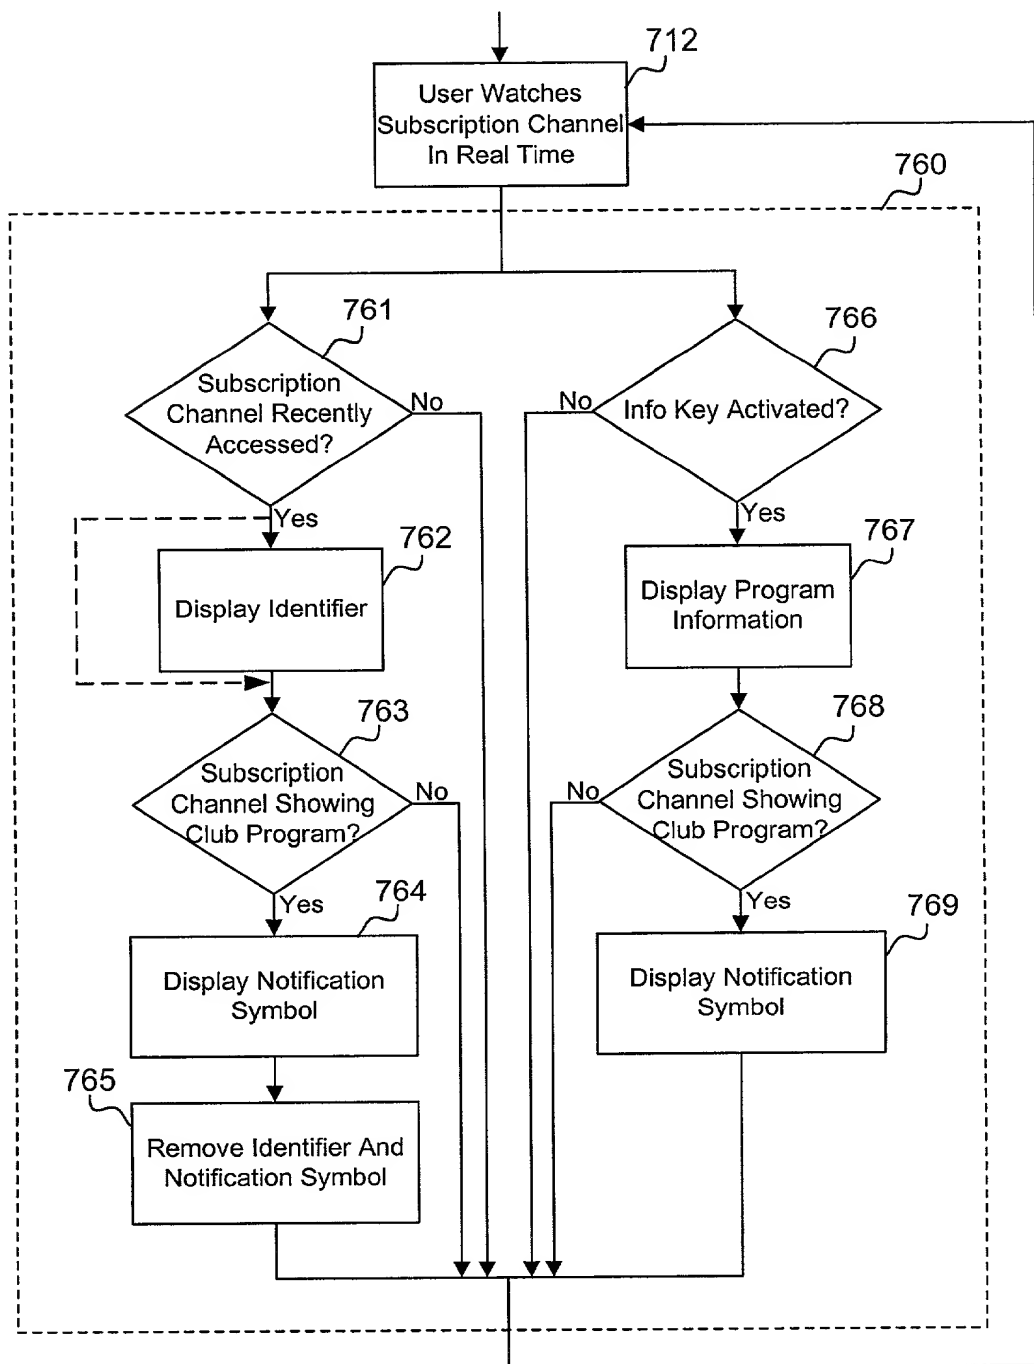 712
User Watches
Subscription Channel
In Real Time
760
761
Subscription
Channel Recently
Accessed?
No
Yes
766
Info Key Activated?
No
Yes
762
Display Identifier
767
Display Program
Information
763
Subscription
Channel Showing
Club Program?
No
Yes
768
Subscription
Channel Showing
Club Program?
No
Yes
764
Display Notification
Symbol
769
Display Notification
Symbol
765
Remove Identifier And
Notification Symbol